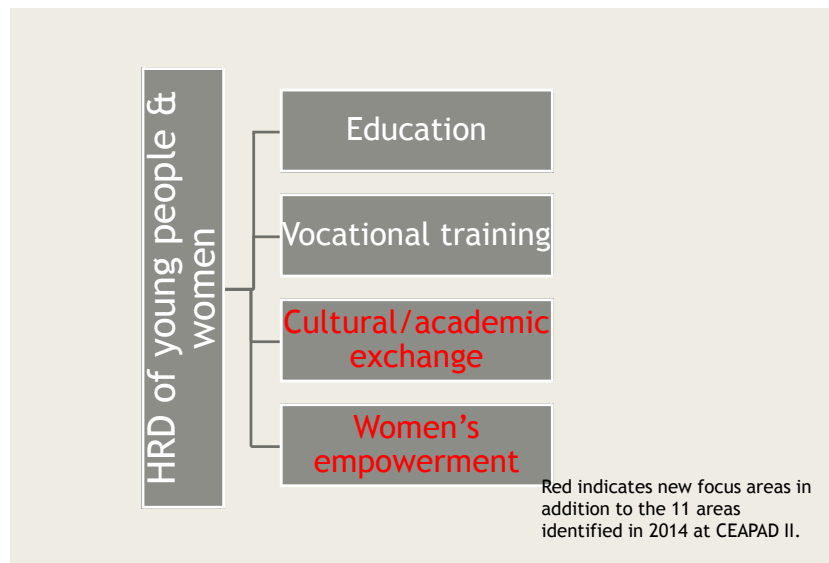 HRD of young people &
women
Education
Vocational training
Cultural/academic
exchange
Women’s
empowerment
Red indicates new focus areas in
addition to the 11 areas
identified in 2014 at CEAPAD II.